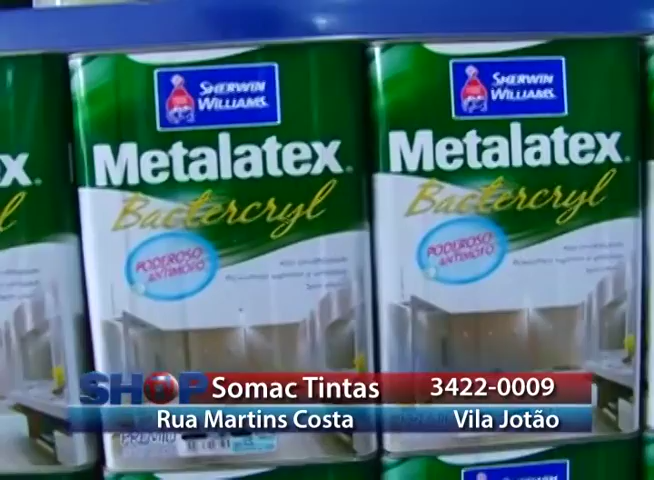 SHERWIN
WILLIAMS.
Metalatex.
Bactercryl
PODEROSO
ANTIMOFO
SHERWIN
WILLIAMS.
Metalatex.
Bactercryl
PODEROSO
ANTIMOFO
x.
PREMIO
SHOP Somac Tintas 3422-0009
Rua Martins Costa Vila Jotão